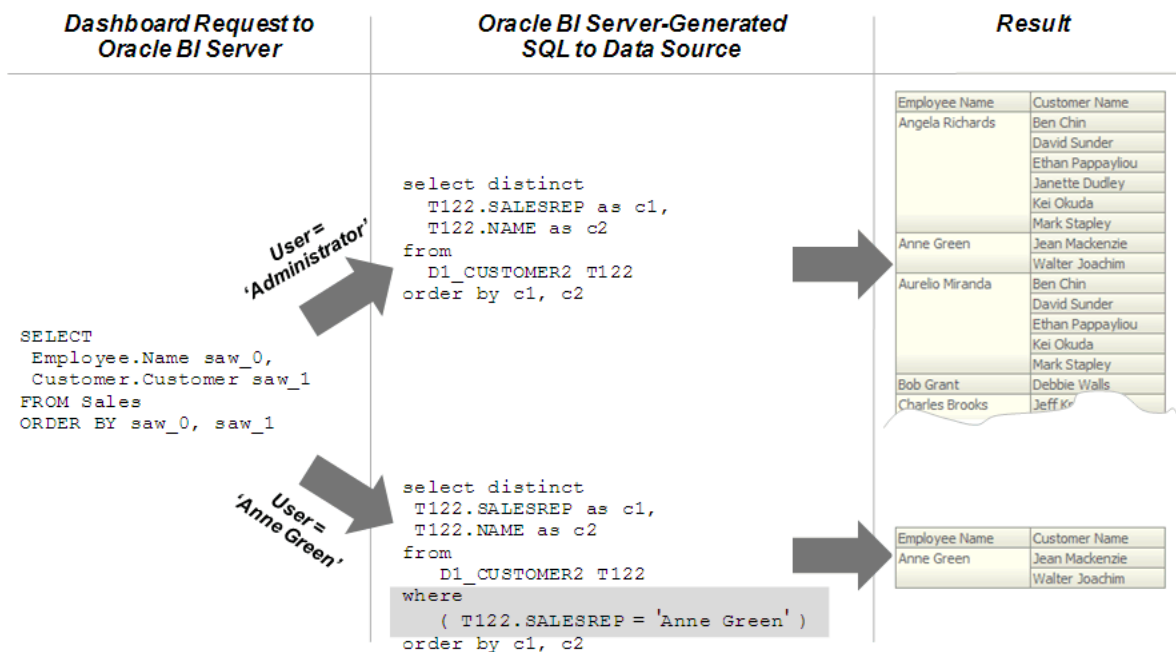 Dashboard Request to
Oracle BI Server
Oracle BI Server-Generated
SQL to Data Source
Result
SELECT
Employee.Name saw_0,
Customer.Customer saw_1
FROM Sales
ORDER BY saw_0, saw_1
User =
'Administrator'
select distinct
T122.SALESREP as c1,
T122.NAME as c2
from
D1_CUSTOMER2 T122
order by c1, c2
Employee Name Customer Name
Angela Richards Ben Chin
David Sunder
Ethan Pappayliou
Janette Dudley
Kei Okuda
Mark Stapley
Anne Green Jean Mackenzie
Walter Joachim
Aurelio Miranda Ben Chin
David Sunder
Ethan Pappayliou
Kei Okuda
Mark Stapley
Bob Grant Debbie Walls
Charles Brooks Jeff
User =
'Anne Green'
select distinct
T122.SALESREP as c1,
T122.NAME as c2
from
D1_CUSTOMER2 T122
where
( T122.SALESREP = 'Anne Green' )
order by c1, c2
Employee Name Customer Name
Anne Green Jean Mackenzie
Walter Joachim